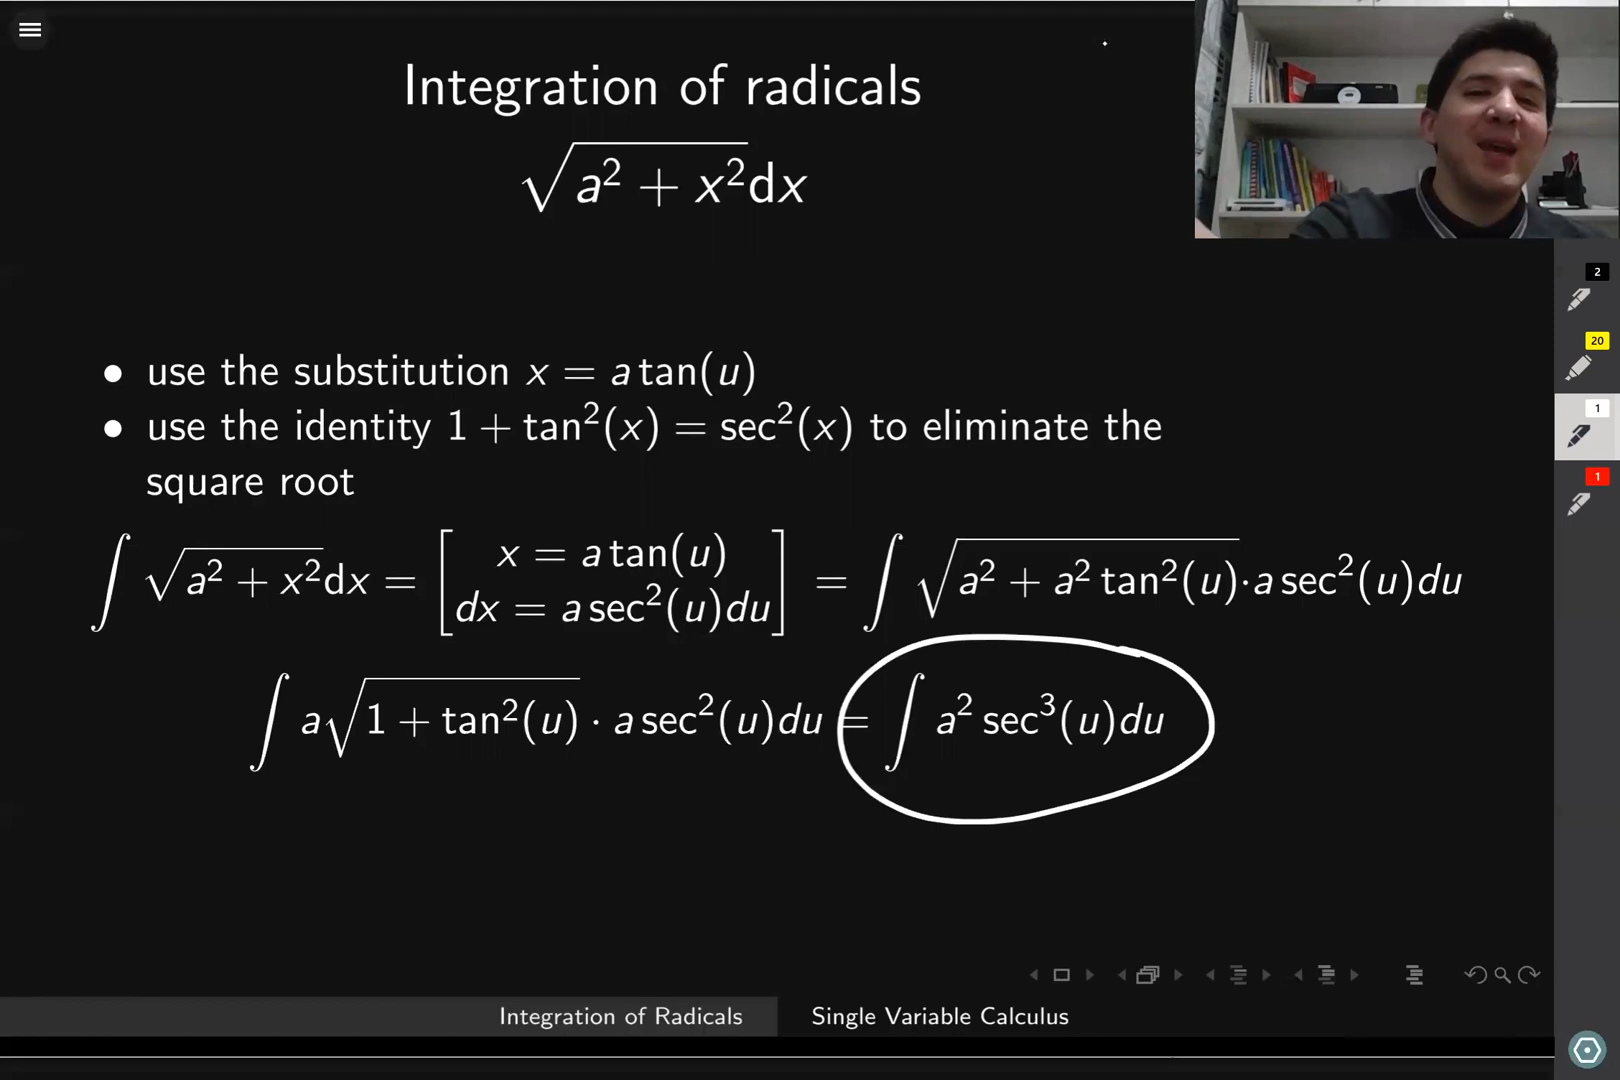 Integration of radicals
√(a² + x²)dx
2
20
1
1
• use the substitution x = a tan(u)
• use the identity 1 + tan²(x) = sec²(x) to eliminate the
square root
∫ √(a² + x²)dx = [x = a tan(u) dx = a sec²(u)du] = ∫ √(a² + a² tan²(u)) · a sec²(u)du
∫ a√(1 + tan²(u)) · a sec²(u)du = ∫ a² sec³(u)du
Integration of Radicals Single Variable Calculus